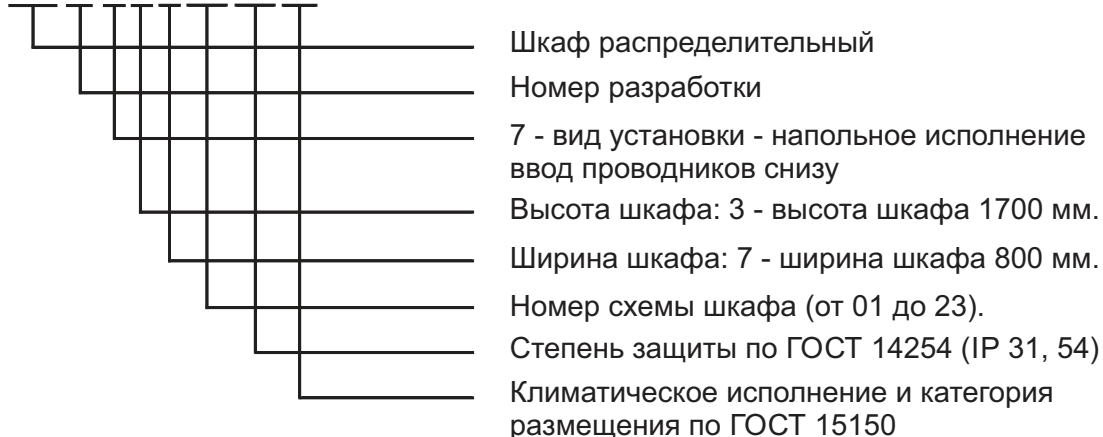 Шкаф распределительный
Номер разработки
7 - вид установки - напольное исполнение
ввод проводников снизу
Высота шкафа: 3 - высота шкафа 1700 мм.
Ширина шкафа: 7 - ширина шкафа 800 мм.
Номер схемы шкафа (от 01 до 23).
Степень защиты по ГОСТ 14254 (IP 31, 54)
Климатическое исполнение и категория
размещения по ГОСТ 15150